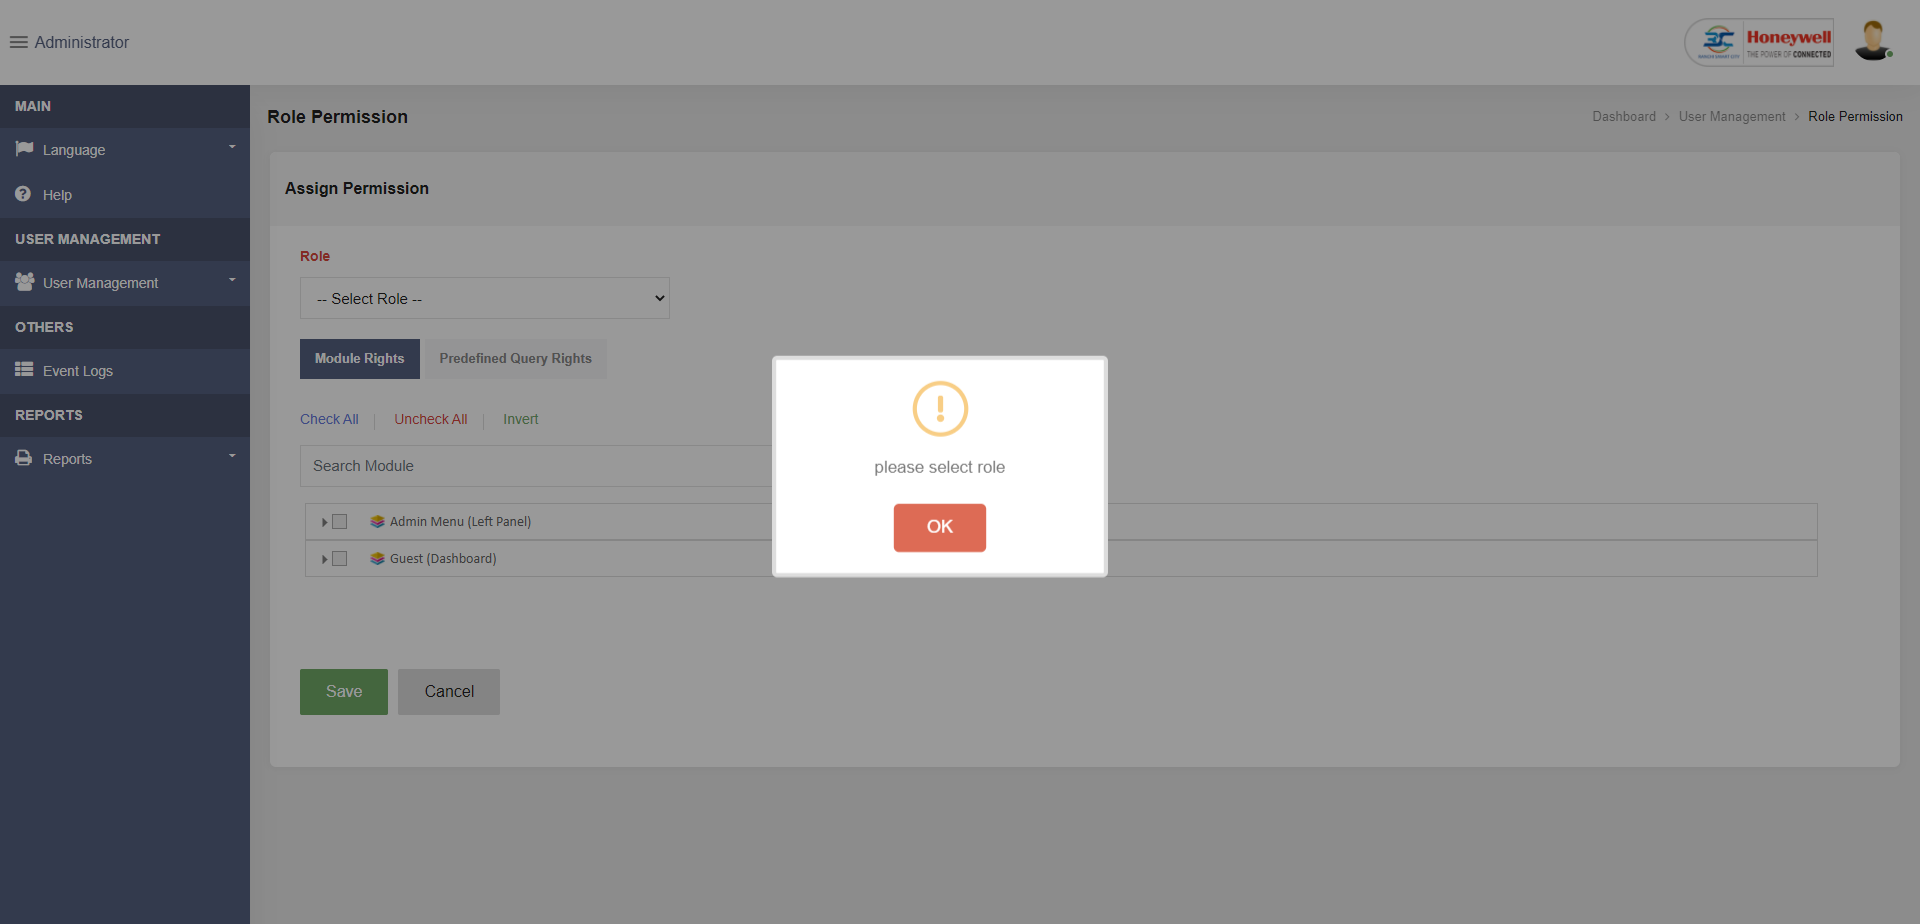 Administrator
Honeywell
THE POWER OF CONNECTED
MAIN
Language
Help
USER MANAGEMENT
User Management
OTHERS
Event Logs
REPORTS
Reports
Role Permission
Dashboard > User Management > Role Permission
Assign Permission
Role
-- Select Role --
Module Rights Predefined Query Rights
Check All | Uncheck All | Invert
Search Module
Admin Menu (Left Panel)
Guest (Dashboard)
Save Cancel
please select role
OK